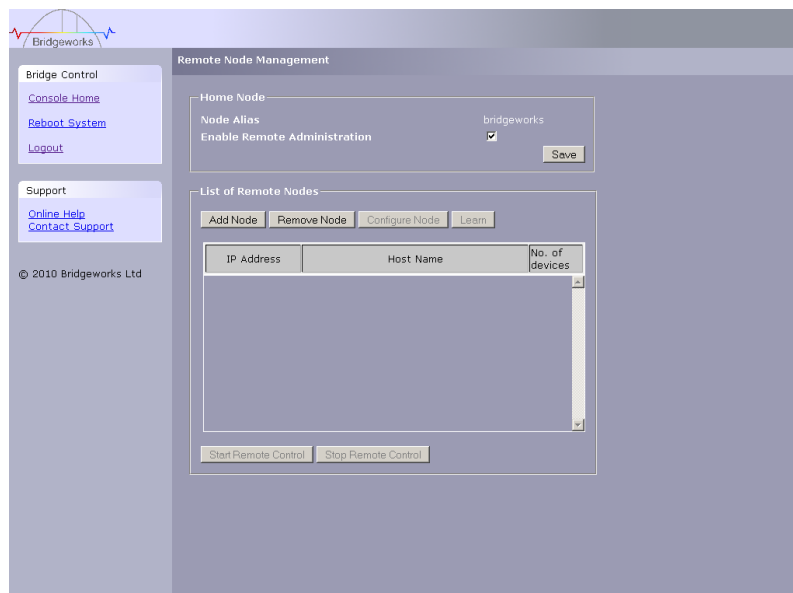 Bridgeworks
Remote Node Management
Bridge Control
Console Home
Reboot System
Logout
Support
Online Help
Contact Support
© 2010 Bridgeworks Ltd
Home Node
Node Alias bridgeworks
Enable Remote Administration
Save
List of Remote Nodes
Add Node Remove Node Configure Node Learn
IP Address Host Name No. of
devices
Start Remote Control Stop Remote Control